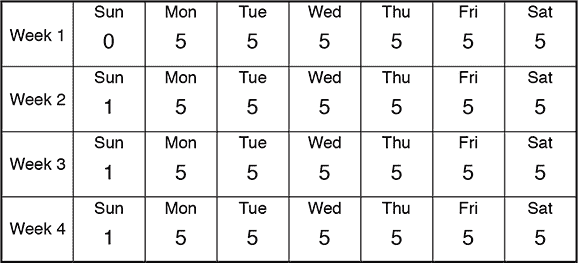 Week 1 Sun Mon Tue Wed Thu Fri Sat
0 5 5 5 5 5 5
Week 2 Sun Mon Tue Wed Thu Fri Sat
1 5 5 5 5 5 5
Week 3 Sun Mon Tue Wed Thu Fri Sat
1 5 5 5 5 5 5
Week 4 Sun Mon Tue Wed Thu Fri Sat
1 5 5 5 5 5 5